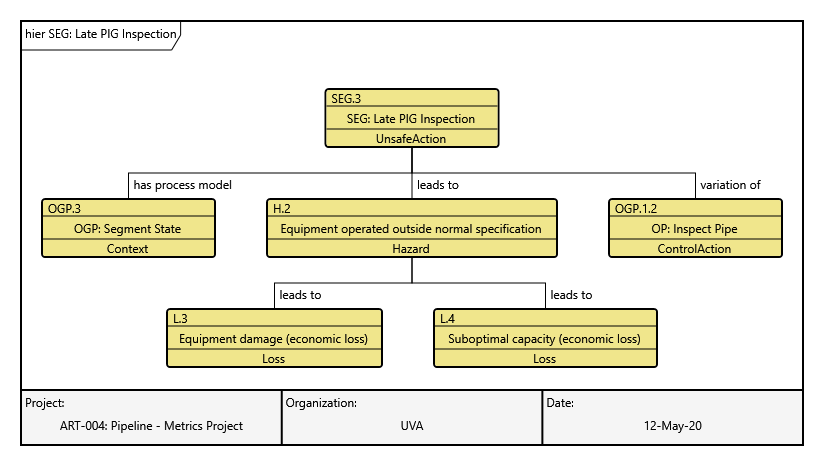 hier SEG: Late PIG Inspection
SEG.3
SEG: Late PIG Inspection
UnsafeAction
has process model
leads to
variation of
OGP.3
OGP: Segment State
Context
H.2
Equipment operated outside normal specification
Hazard
OGP.1.2
OP: Inspect Pipe
ControlAction
leads to
leads to
L.3
Equipment damage (economic loss)
Loss
L.4
Suboptimal capacity (economic loss)
Loss
Project:
ART-004: Pipeline - Metrics Project
Organization:
UVA
Date:
12-May-20